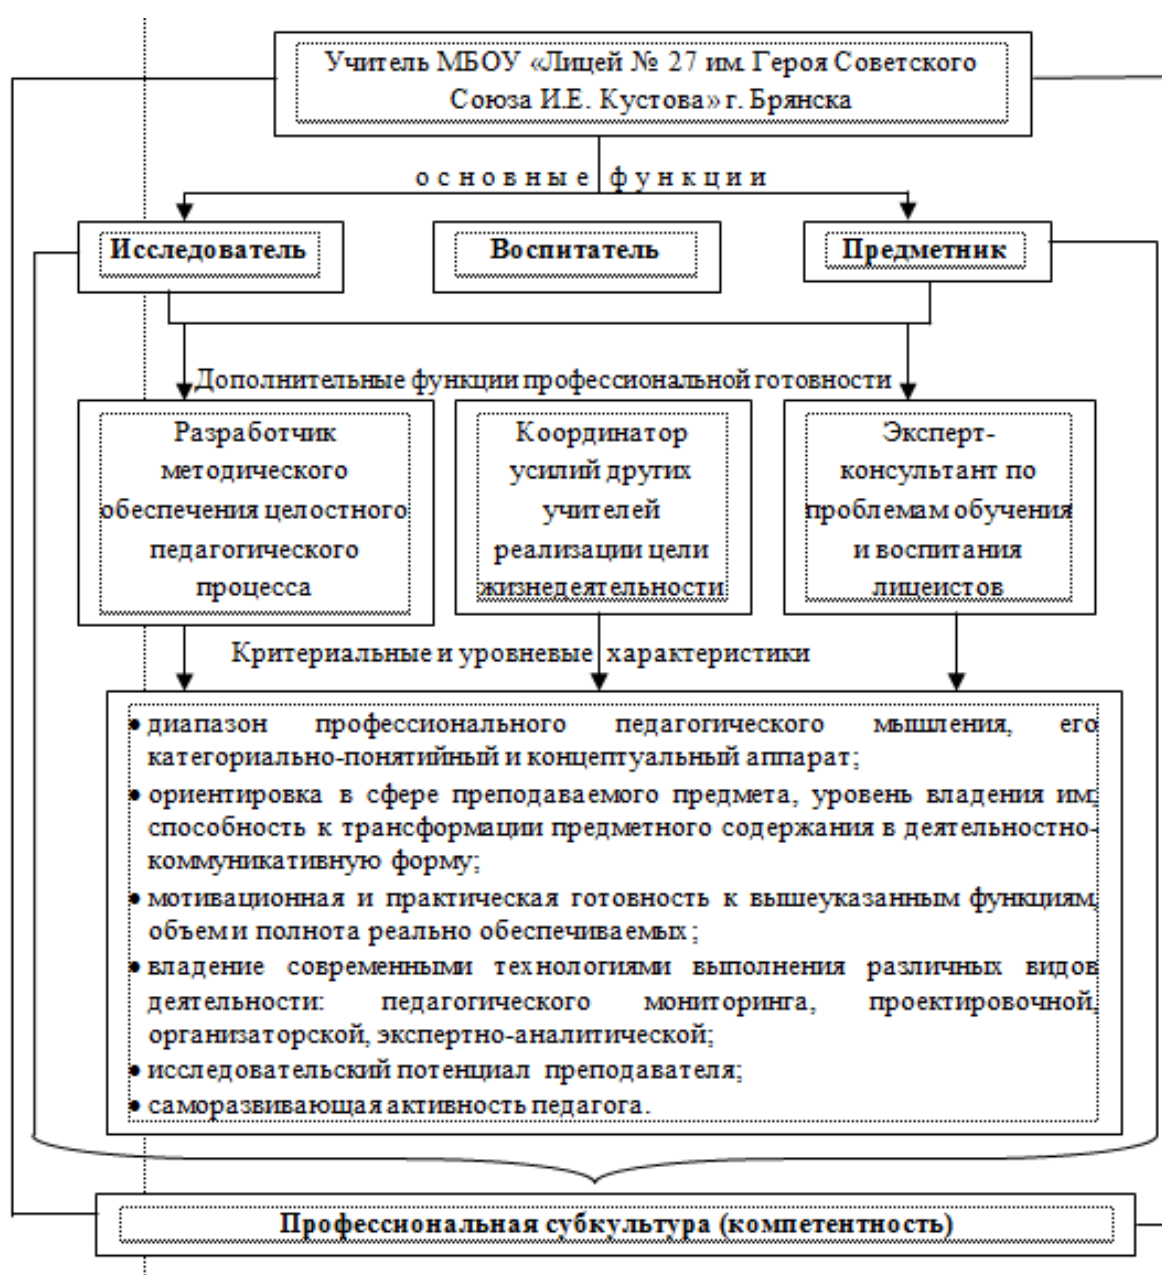 Учитель МБОУ «Лицей № 27 им. Героя Советского
Союза И.Е. Кустова» г. Брянска
основные функции
Исследователь
Воспитатель
Предметник
Дополнительные функции профессиональной готовности
Разработчик
методического
обеспечения целостного
педагогического
процесса
Координатор
усилий других
учителей
реализации цели
жизнедеятельности
Эксперт-
консультант по
проблемам обучения
и воспитания
лицеистов
Критериальные и уровневые характеристики
• диапазон профессионального педагогического мышления, его
категориально-понятийный и концептуальный аппарат;
• ориентировка в сфере преподаваемого предмета, уровень владения им;
способность к трансформации предметного содержания в деятельностно-
коммуникативную форму;
• мотивационная и практическая готовность к вышеуказанным функциям,
объем и полнота реально обеспечиваемых;
• владение современными технологиями выполнения различных видов
деятельности: педагогического мониторинга, проектировочной,
организаторской, экспертно-аналитической;
• исследовательский потенциал преподавателя;
• саморазвивающая активность педагога.
Профессиональная субкультура (компетентность)